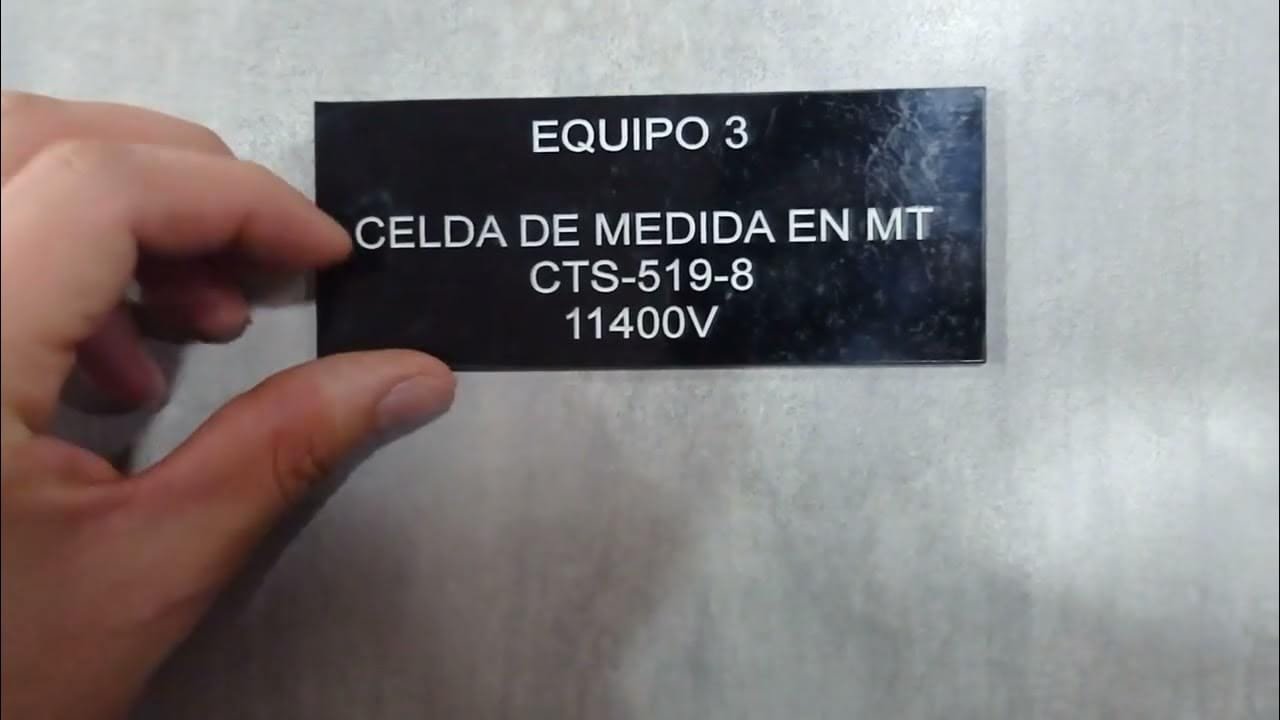 EQUIPO 3
CELDA DE MEDIDA EN MT
CTS-519-8
11400V